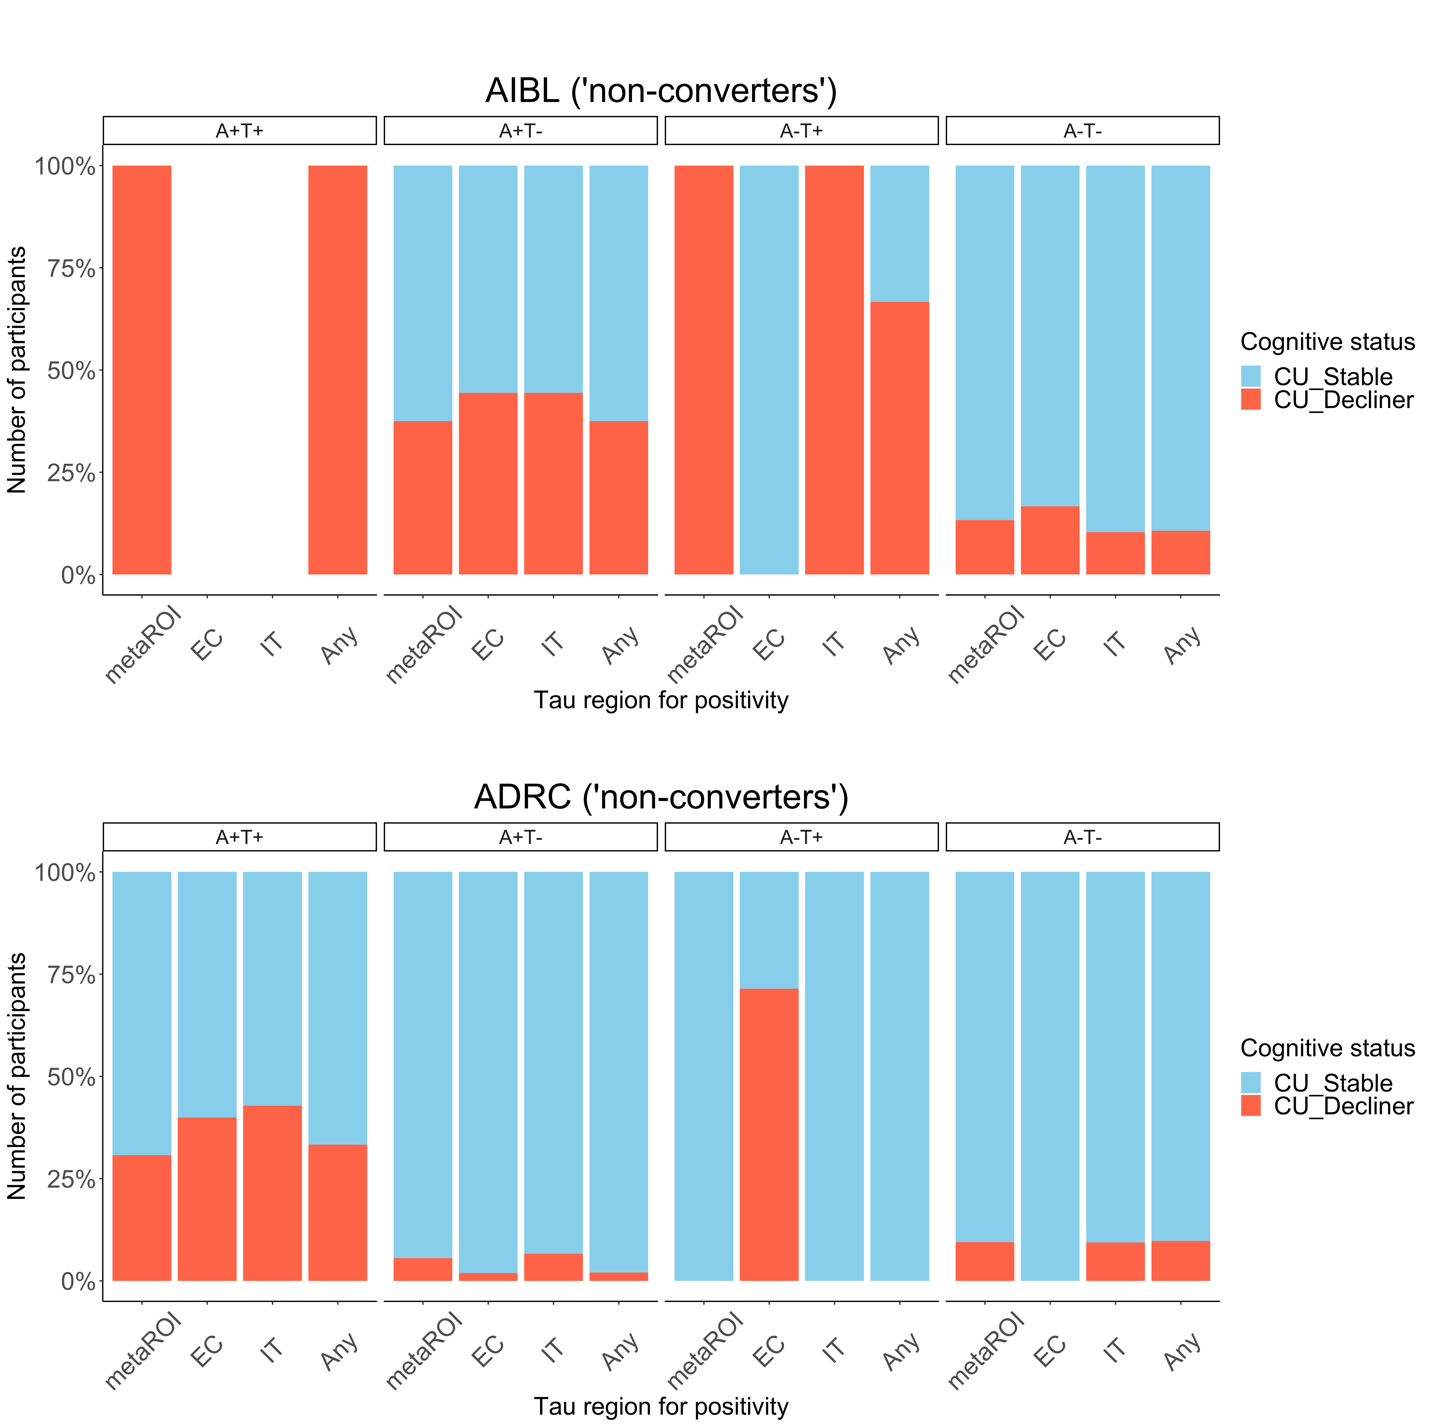 AIBL ('non-converters')
A+T+ A+T- A-T+ A-T-
Number of participants
100%
75%
50%
25%
0%
metaROI EC IT Any metaROI EC IT Any metaROI EC IT Any metaROI EC IT Any
Tau region for positivity
Cognitive status
CU_Stable
CU_Decliner
ADRC ('non-converters')
A+T+ A+T- A-T+ A-T-
Number of participants
100%
75%
50%
25%
0%
metaROI EC IT Any metaROI EC IT Any metaROI EC IT Any metaROI EC IT Any
Tau region for positivity
Cognitive status
CU_Stable
CU_Decliner